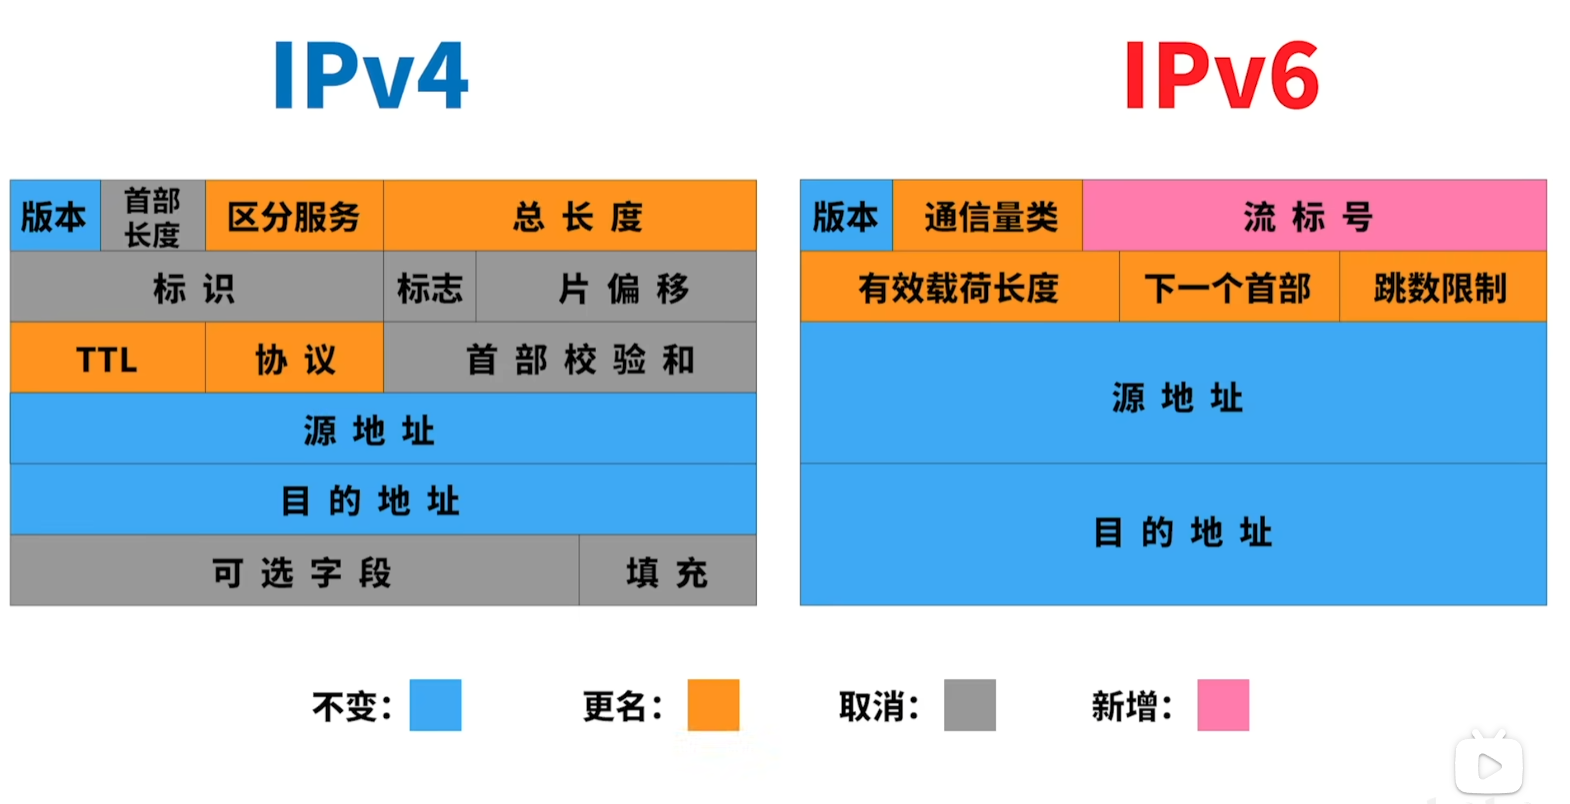 IPv4
IPv6
版本
首部
长度
区分服务
总长度
标识
标志
片偏移
TTL
协议
首部校验和
源地址
目的地址
可选字段
填充
版本
通信量类
流标号
有效载荷长度
下一个首部
跳数限制
源地址
目的地址
不变：
更名：
取消：
新增：